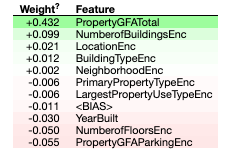 Weight? Feature
+0.432 PropertyGFATotal
+0.099 NumberofBuildingsEnc
+0.021 LocationEnc
+0.012 BuildingTypeEnc
+0.002 NeighborhoodEnc
-0.006 PrimaryPropertyTypeEnc
-0.006 LargestPropertyUseTypeEnc
-0.011 <BIAS>
-0.030 YearBuilt
-0.050 NumberofFloorsEnc
-0.055 PropertyGFAParkingEnc